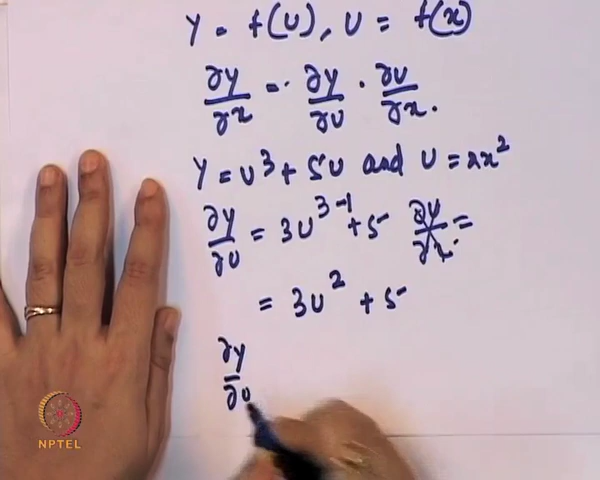 Y = f(U), U = f(x)
∂Y/∂x = ∂Y/∂U · ∂U/∂x.
Y = U³ + 5U and U = 2x²
∂Y/∂U = 3U³⁻¹ + 5 ∂Y/∂x =
= 3U² + 5
∂Y/∂U
NPTEL